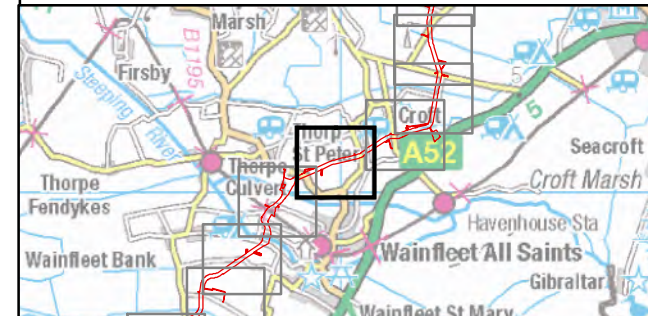 Marsh
B1195
Firsby
Steeping
River
5
Croft
5
Thorpe
St Peter
A52
Seacroft
Croft Marsh
Thorpe
Culvert
Thorpe
Fendykes
Havenhouse Sta
Wainfleet All Saints
Wainfleet Bank
Gibraltar
Wainfleet St Mary